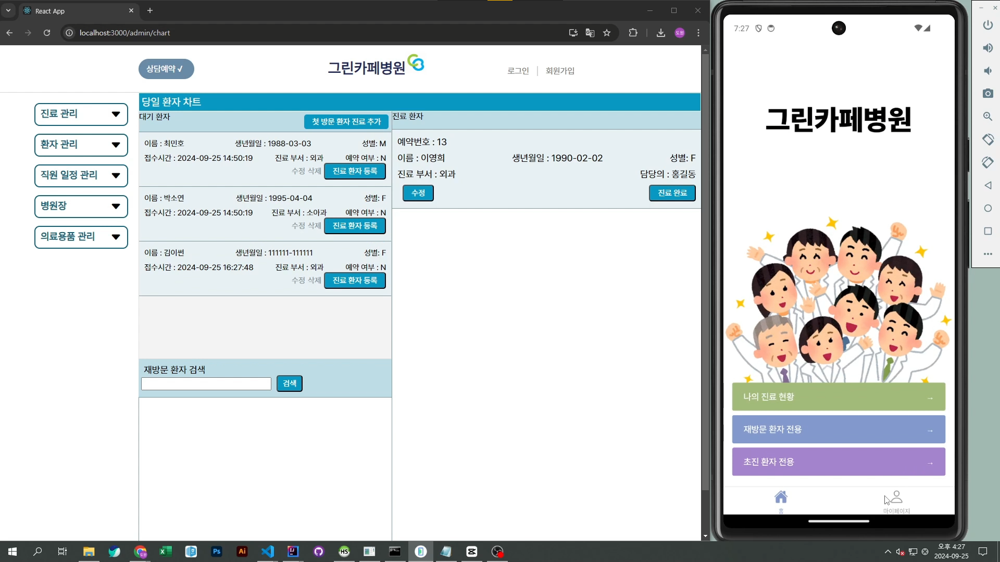 React App
localhost:3000/admin/chart
도원
상담예약 √
그린카페병원
로그인
회원가입
진료 관리
환자 관리
직원 일정 관리
병원장
의료용품 관리
당일 환자 차트
대기 환자
첫 방문 환자 진료 추가
이름 : 최민호 생년월일 : 1988-03-03 성별: M
접수시간 : 2024-09-25 14:50:19 진료 부서 : 외과 예약 여부 : N
수정 삭제 진료 환자 등록
이름 : 박소연 생년월일 : 1995-04-04 성별: F
접수시간 : 2024-09-25 14:50:19 진료 부서 : 소아과 예약 여부 : N
수정 삭제 진료 환자 등록
이름 : 김이썬 생년월일 : 111111-111111 성별: F
접수시간 : 2024-09-25 16:27:48 진료 부서 : 외과 예약 여부 : N
수정 삭제 진료 환자 등록
재방문 환자 검색
검색
진료 환자
예약번호 : 13
이름 : 이영희 생년월일 : 1990-02-02 성별: F
진료 부서 : 외과 담당의 : 홍길동
수정 진료 완료
7:27
그린카페병원
나의 진료 현황 →
재방문 환자 전용 →
초진 환자 전용 →
홈
마이페이지
Ps
Ai
HS
오후 4:27
2024-09-25